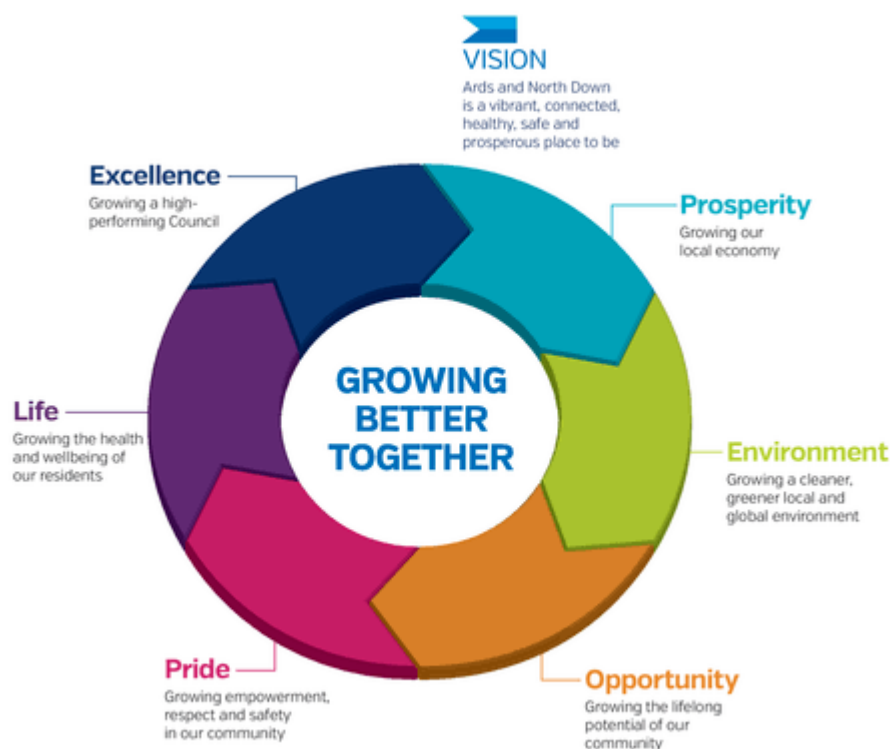 VISION
Ards and North Down
is a vibrant, connected,
healthy, safe and
prosperous place to be
Excellence
Growing a high-
performing Council
Prosperity
Growing our
local economy
GROWING
BETTER
TOGETHER
Life
Growing the health
and wellbeing of
our residents
Environment
Growing a cleaner,
greener local and
global environment
Pride
Growing empowerment,
respect and safety
in our community
Opportunity
Growing the lifelong
potential of our
community